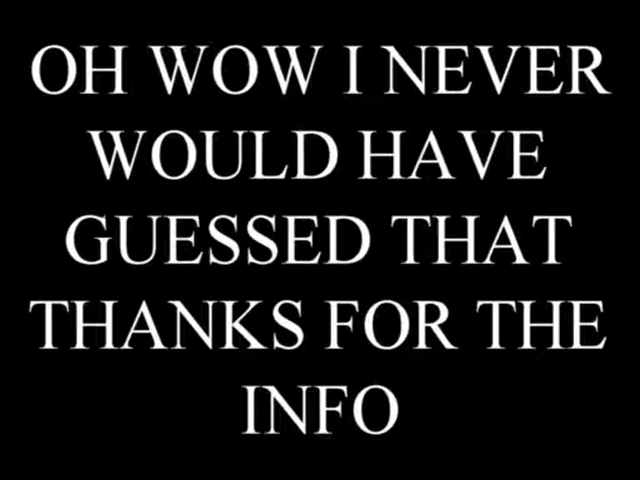 OH WOW I NEVER
WOULD HAVE
GUESSED THAT
THANKS FOR THE
INFO